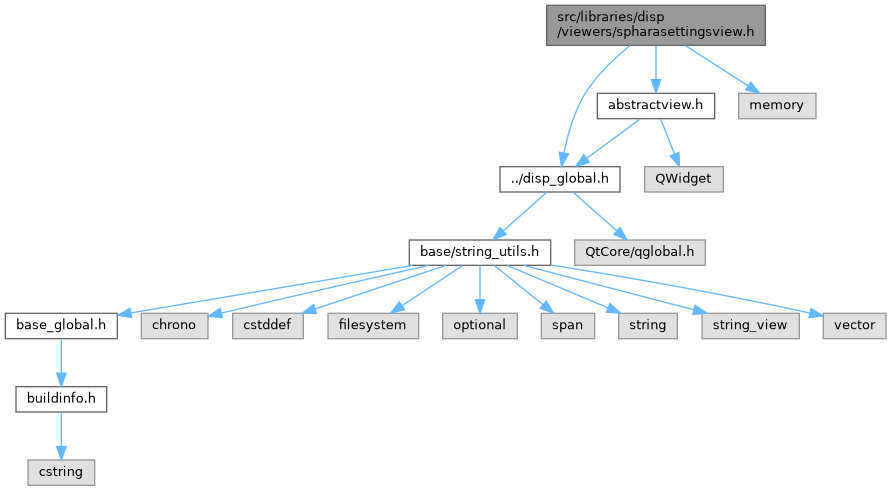 src/libraries/disp
/viewers/spharasettingsview.h
abstractview.h
memory
../disp_global.h
QWidget
base/string_utils.h
QtCore/qglobal.h
base_global.h
chrono
cstddef
filesystem
optional
span
string
string_view
vector
buildinfo.h
cstring